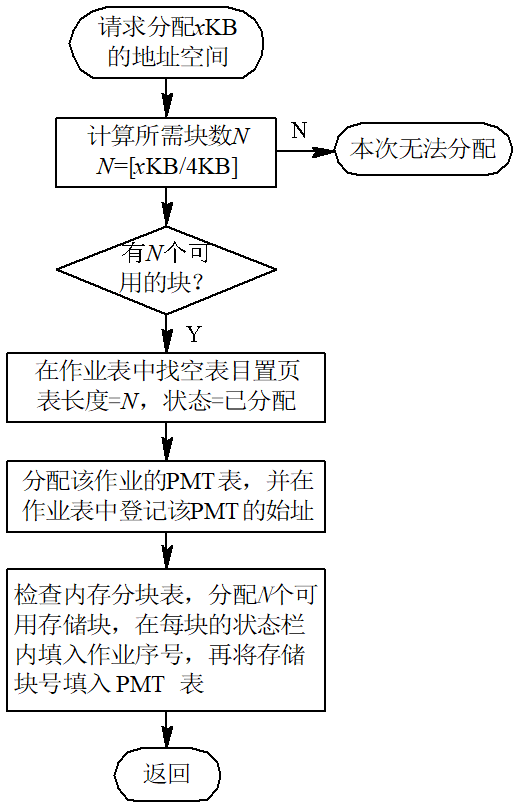 请求分配xKB
的地址空间
计算所需块数N
N=[xKB/4KB]
N
本次无法分配
有N个可
用的块?
Y
在作业表中找空表目置页
表长度=N，状态=已分配
分配该作业的PMT表，并在
作业表中登记该PMT的始址
检查内存分块表，分配N个可
用存储块，在每块的状态栏
内填入作业序号，再将存储
块号填入 PMT 表
返回